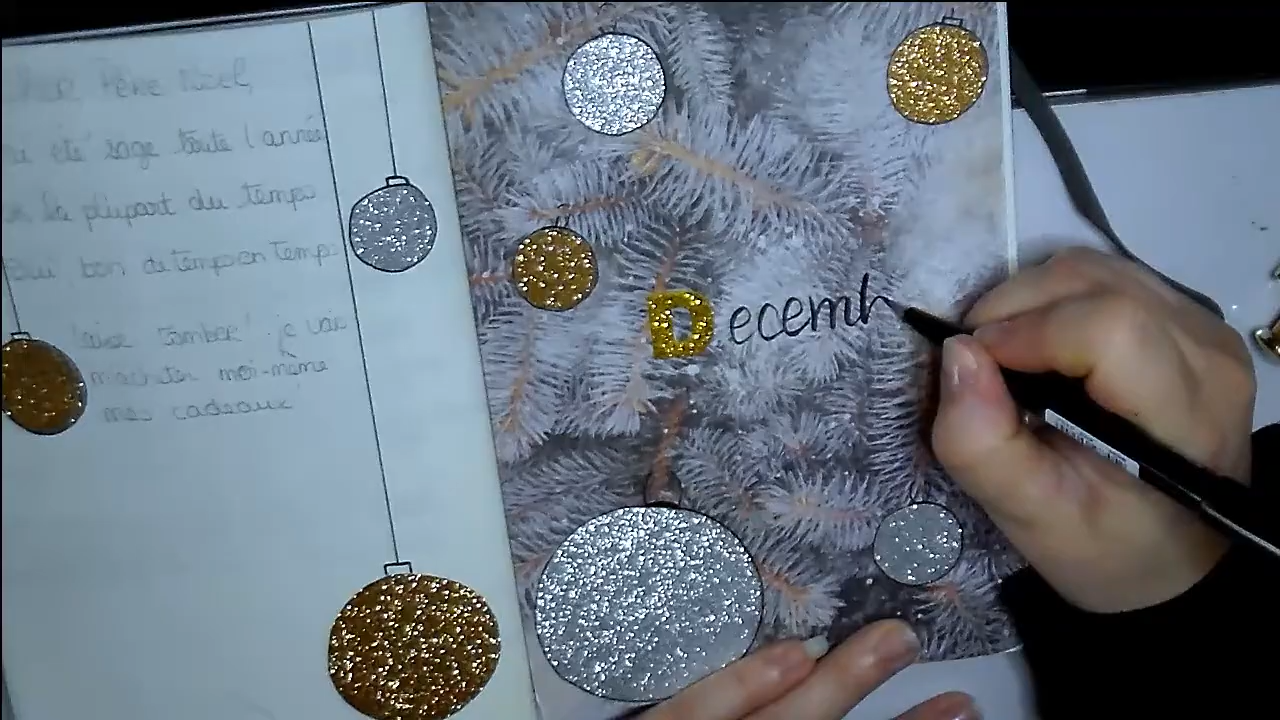 Père Noël,
été sage toute l'année
la plupart du temps
bon de temps en temps
laisse tomber! je vais
m'acheter moi-même
mes cadeaux
Decemb